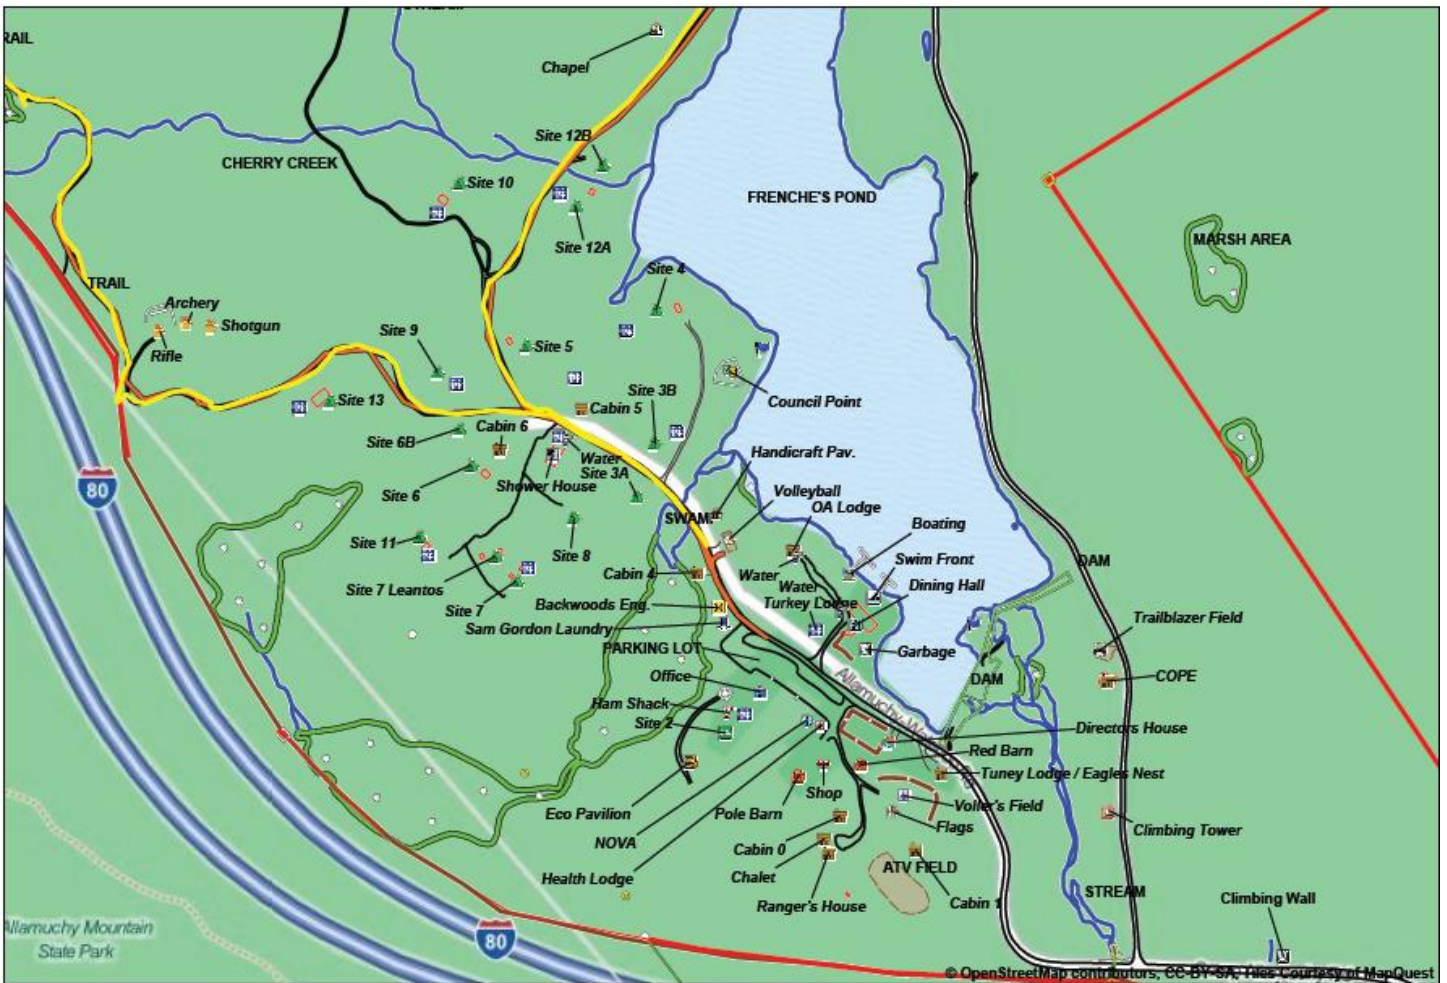 STREAM
RAIL
Chapel
Site 12B
CHERRY CREEK
Site 10
FRENCHE'S POND
Site 12A
MARSH AREA
Site 4
TRAIL
Archery
Shotgun
Rifle
Site 9
Site 5
Site 3B
Council Point
Site 13
Cabin 5
Cabin 6
Site 6B
Water
Handicraft Pav.
Site 3A
Shower House
Site 6
Volleyball
OA Lodge
SWAM
Boating
Site 11
Site 8
Swim Front
DAM
Site 7 Leantos
Cabin 4
Water
Water
Dining Hall
Site 7
Backwoods Eng.
Turkey Lodge
Sam Gordon Laundry
Trailblazer Field
PARKING LOT
Garbage
Office
DAM
COPE
Allamuchy
Ham Shack
Site 2
Directors House
Red Barn
Tuney Lodge / Eagles Nest
Shop
Voller's Field
Eco Pavilion
Pole Barn
Flags
Climbing Tower
NOVA
Cabin 0
Chalet
ATV FIELD
Health Lodge
Ranger's House
Cabin 1
STREAM
Climbing Wall
80
80
Allamuchy Mountain
State Park
© OpenStreetMap contributors, CC-BY-SA, Tiles Courtesy of MapQuest